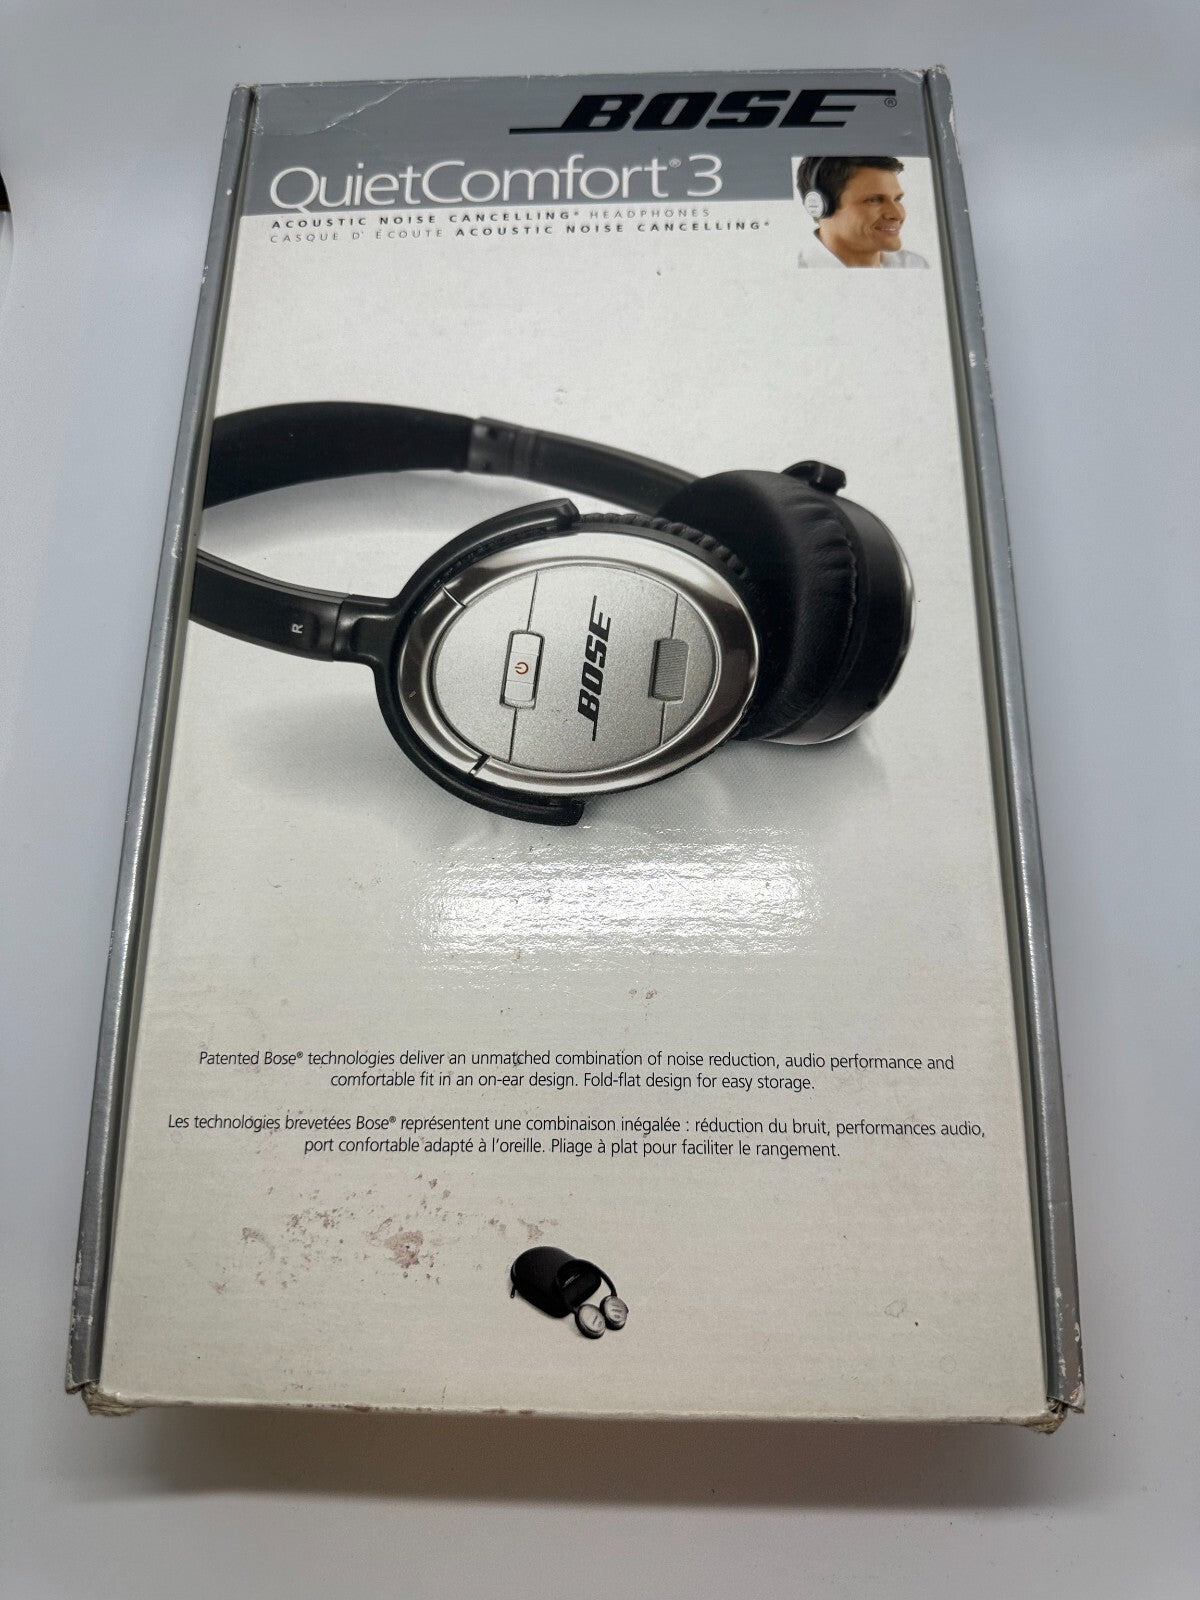 BOSE®
QuietComfort® 3
ACOUSTIC NOISE CANCELLING® HEADPHONES
CASQUE D' ÉCOUTE ACOUSTIC NOISE CANCELLING®
R
BOSE
Patented Bose® technologies deliver an unmatched combination of noise reduction, audio performance and
comfortable fit in an on-ear design. Fold-flat design for easy storage.
Les technologies brevetées Bose® représentent une combinaison inégalée : réduction du bruit, performances audio,
port confortable adapté à l'oreille. Pliage à plat pour faciliter le rangement.